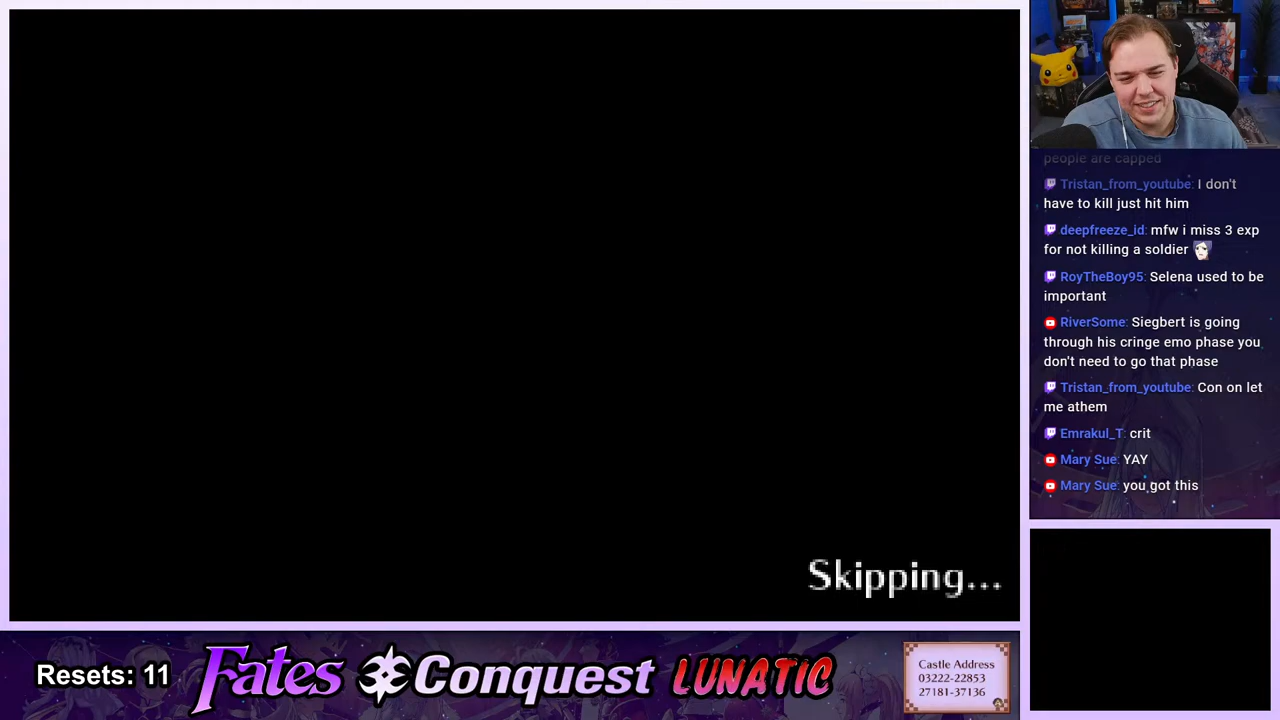 people are capped
Tristan_from_youtube: I don't
have to kill just hit him
deepfreeze_id: mfw i miss 3 exp
for not killing a soldier
RoyTheBoy95: Selena used to be
important
RiverSome: Siegbert is going
through his cringe emo phase you
don't need to go that phase
Tristan_from_youtube: Con on let
me athem
Emrakul_T: crit
Mary Sue: YAY
Mary Sue: you got this
Skipping...
Resets: 11
Fates Conquest LUNATIC
Castle Address
03222-22853
27181-37136